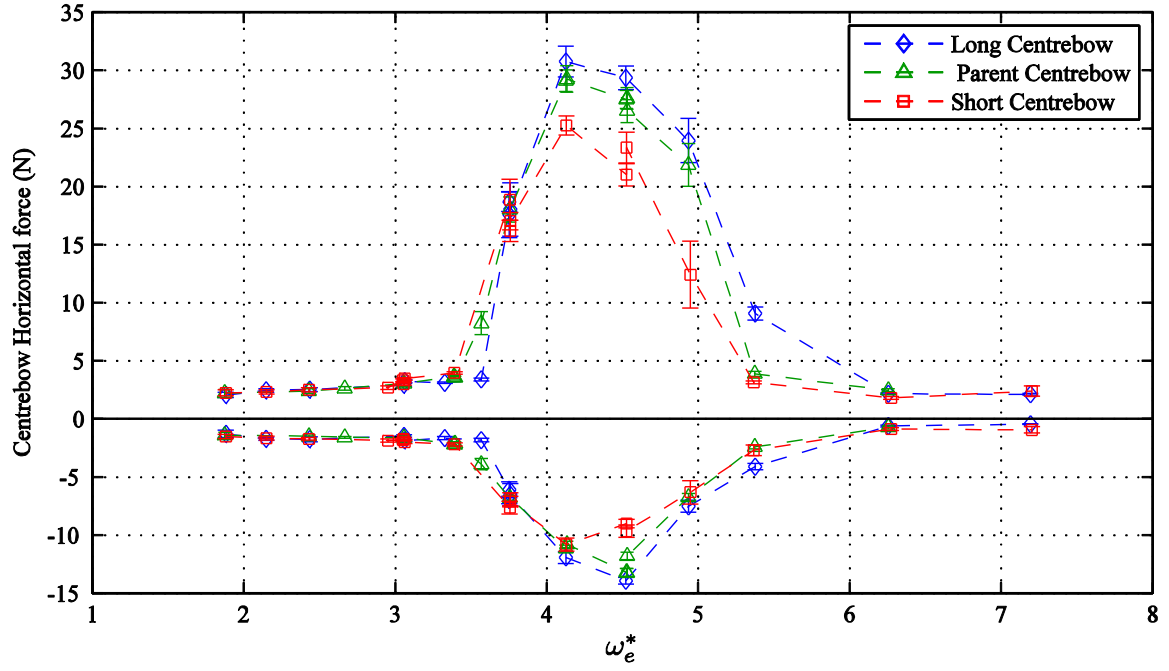 35
30
25
20
15
10
5
0
-5
-10
-15
Centrebow Horizontal force (N)
Long Centrebow
Parent Centrebow
Short Centrebow
1 2 3 4 5 6 7 8
ω*e